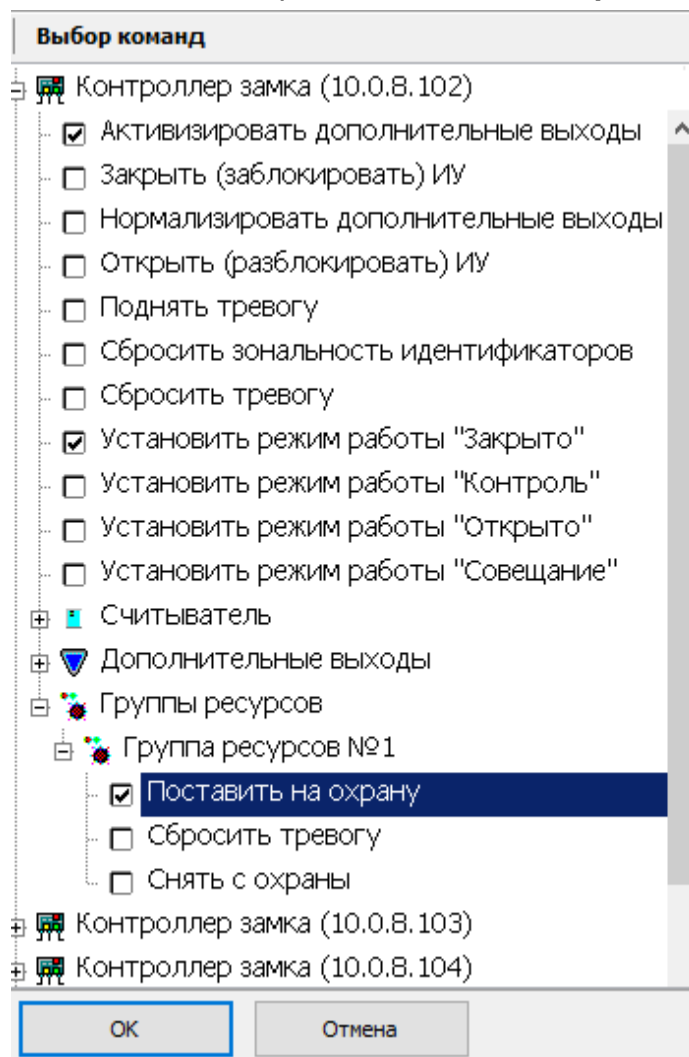 Выбор команд
Контроллер замка (10.0.8.102)
Активизировать дополнительные выходы
Закрыть (заблокировать) ИУ
Нормализировать дополнительные выходы
Открыть (разблокировать) ИУ
Поднять тревогу
Сбросить зональность идентификаторов
Сбросить тревогу
Установить режим работы "Закрыто"
Установить режим работы "Контроль"
Установить режим работы "Открыто"
Установить режим работы "Совещание"
Считыватель
Дополнительные выходы
Группы ресурсов
Группа ресурсов №1
Поставить на охрану
Сбросить тревогу
Снять с охраны
Контроллер замка (10.0.8.103)
Контроллер замка (10.0.8.104)
ОК Отмена